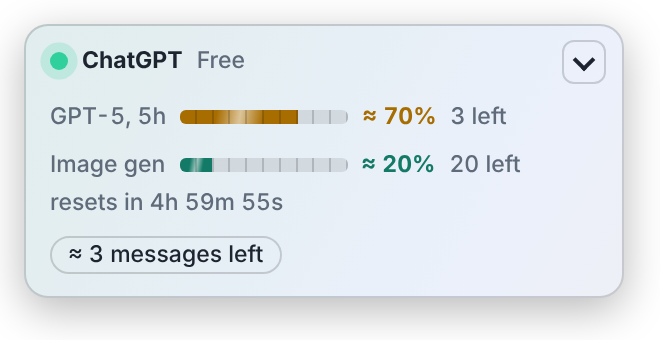 ChatGPT Free
GPT-5, 5h ≈ 70% 3 left
Image gen ≈ 20% 20 left
resets in 4h 59m 55s
≈ 3 messages left